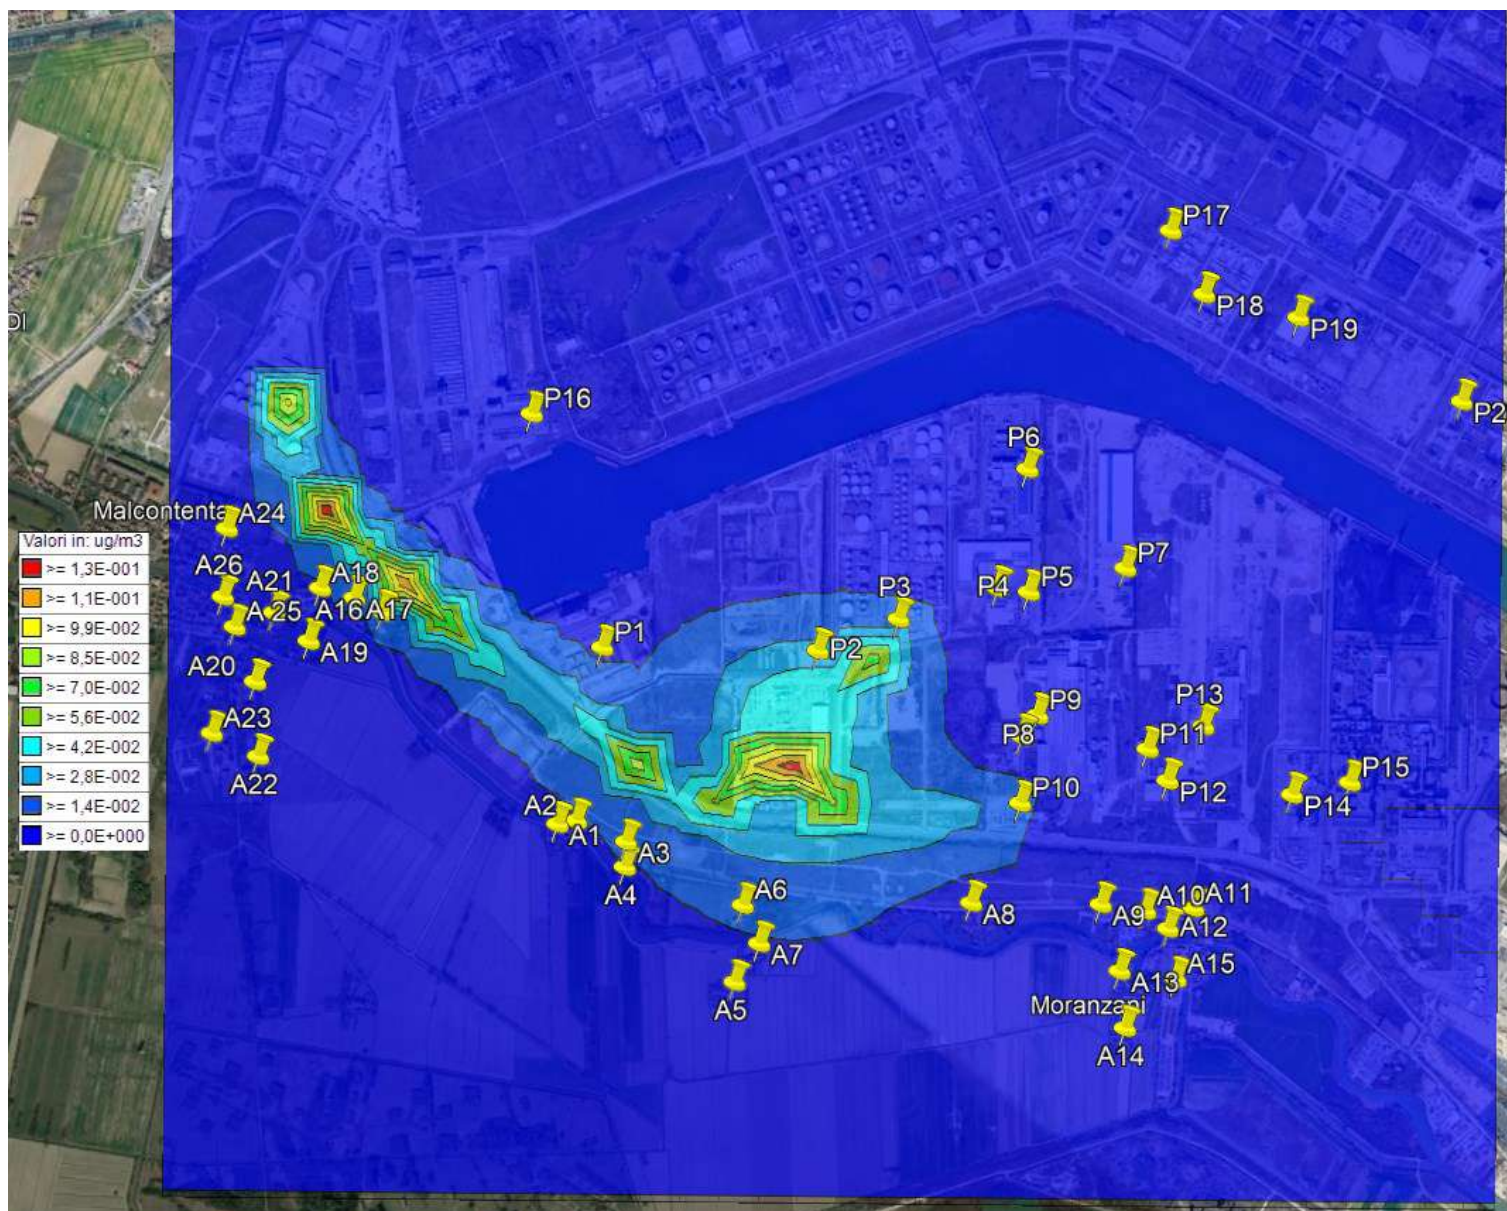 P17
P18
P19
DI
P16
P2
P6
Malcontenta
A24
Valori in: ug/m3
>= 1,3E-001
>= 1,1E-001
>= 9,9E-002
>= 8,5E-002
>= 7,0E-002
>= 5,6E-002
>= 4,2E-002
>= 2,8E-002
>= 1,4E-002
>= 0,0E+000
P7
A26
A21
A18
P3
P4
P5
A25
A16
A17
P1
P2
A19
A20
P9
P13
A23
P8
P11
A22
P10
P12
P14
P15
A2
A1
A3
A4
A6
A8
A9
A10
A11
A12
A7
A5
A13
A15
Moranzani
A14